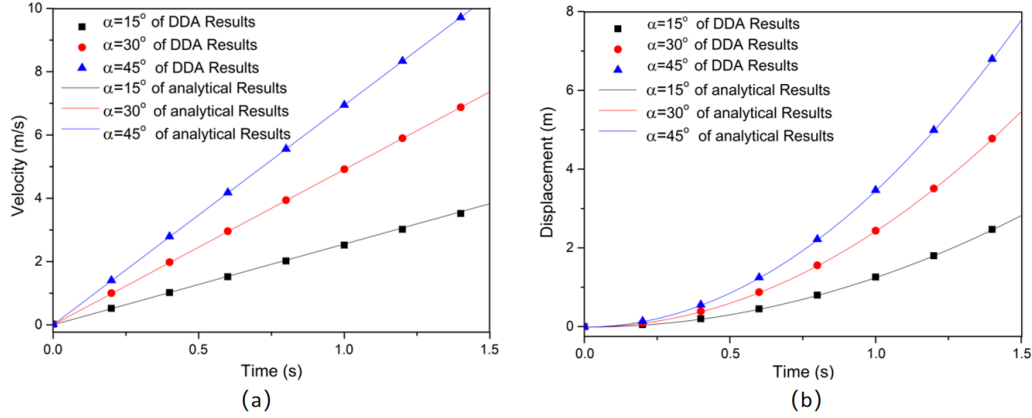 10
8
6
4
2
0
Velocity (m/s)
α=15° of DDA Results
α=30° of DDA Results
α=45° of DDA Results
α=15° of analytical Results
α=30° of analytical Results
α=45° of analytical Results
0.0 0.5 1.0 1.5
Time (s)
(a)
8
6
4
2
0
Displacement (m)
α=15° of DDA Results
α=30° of DDA Results
α=45° of DDA Results
α=15° of analytical Results
α=30° of analytical Results
α=45° of analytical Results
0.0 0.5 1.0 1.5
Time (s)
(b)